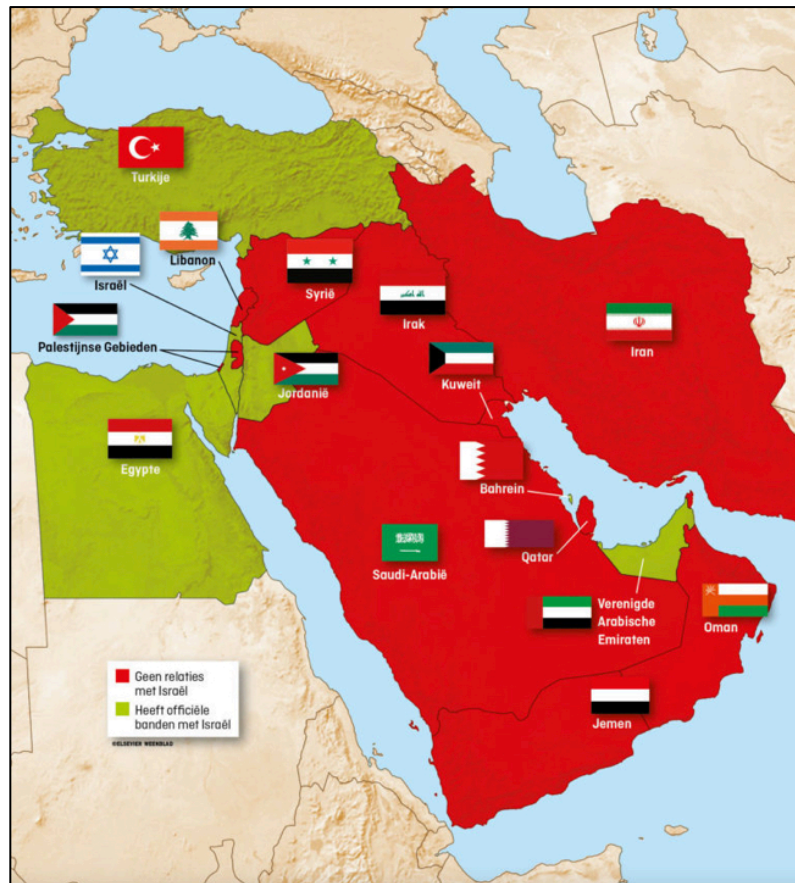 Turkije
Libanon
Israël
Syrië
Irak
Iran
Palestijnse Gebieden
Jordanië
Kuweit
Egypte
Bahrein
Qatar
Saudi-Arabië
Verenigde
Arabische
Emiraten
Oman
Jemen
Geen relaties
met Israël
Heeft officiële
banden met Israël
©ELSEVIER WEEKBLAD